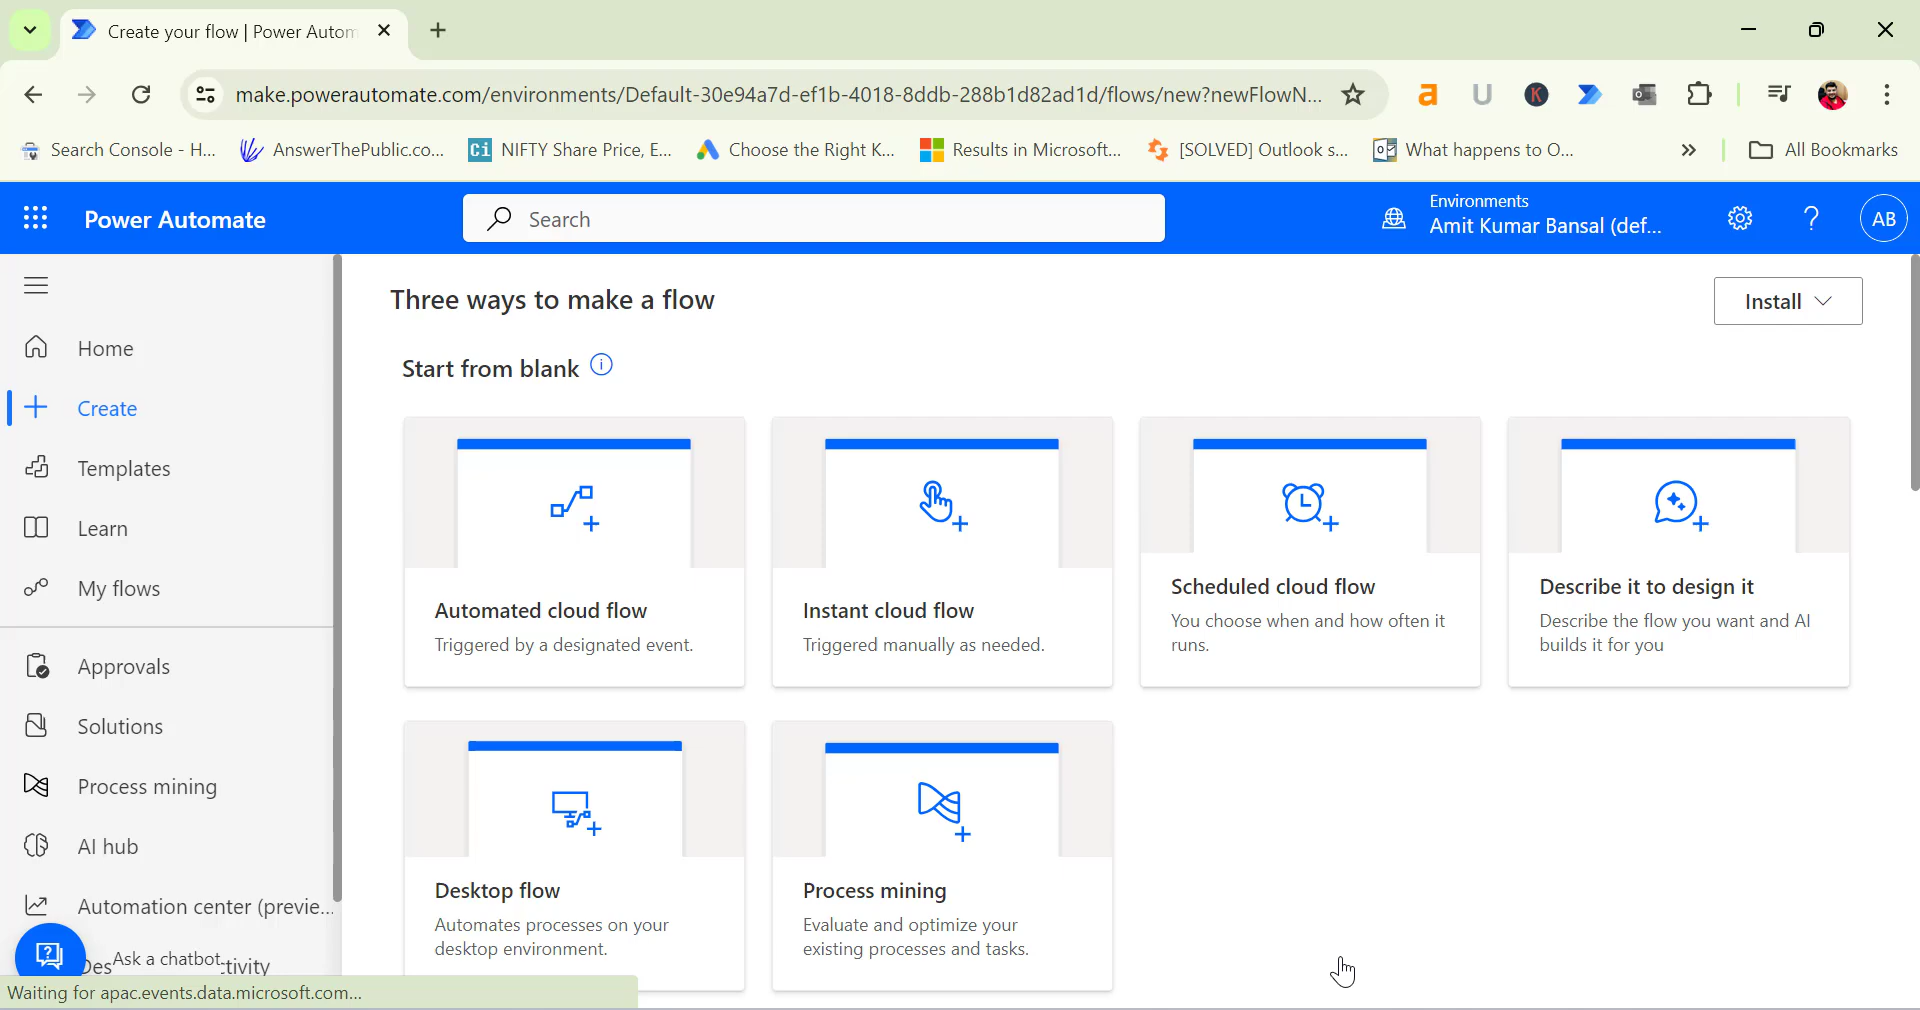 Create your flow | Power Autom
make.powerautomate.com/environments/Default-30e94a7d-ef1b-4018-8ddb-288b1d82ad1d/flows/new?newFlowN...
Search Console - H... AnswerThePublic.co... Ci NIFTY Share Price, E... Choose the Right K... Results in Microsoft... [SOLVED] Outlook s... What happens to O... » All Bookmarks
Power Automate
Search
Environments
Amit Kumar Bansal (def...
?
AB
Home
Create
Templates
Learn
My flows
Approvals
Solutions
Process mining
AI hub
Automation center (previe...
Ask a chatbot.
Des tivity
Waiting for apac.events.data.microsoft.com...
Three ways to make a flow
Install
Start from blank
Automated cloud flow
Triggered by a designated event.
Instant cloud flow
Triggered manually as needed.
Scheduled cloud flow
You choose when and how often it
runs.
Describe it to design it
Describe the flow you want and AI
builds it for you
Desktop flow
Automates processes on your
desktop environment.
Process mining
Evaluate and optimize your
existing processes and tasks.